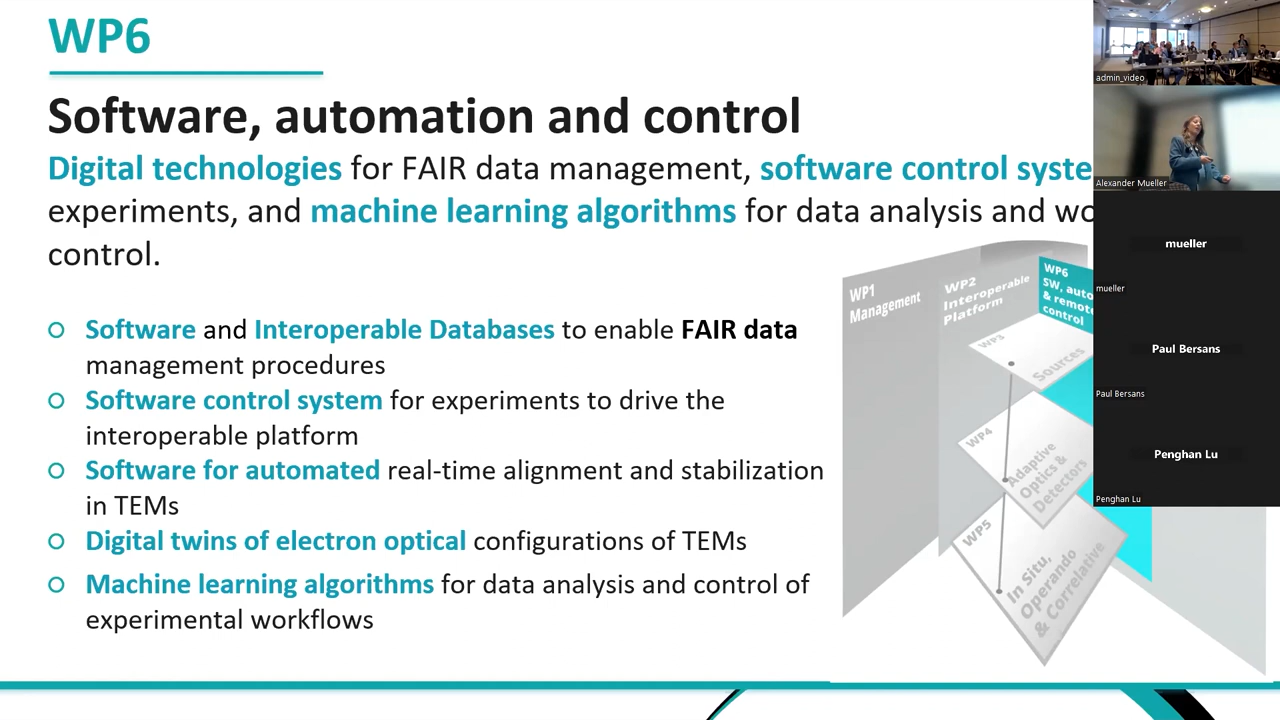 WP6
Software, automation and control
Digital technologies for FAIR data management, software control syste
experiments, and machine learning algorithms for data analysis and wo
control.
Software and Interoperable Databases to enable FAIR data
management procedures
Software control system for experiments to drive the
interoperable platform
Software for automated real-time alignment and stabilization
in TEMs
Digital twins of electron optical configurations of TEMs
Machine learning algorithms for data analysis and control of
experimental workflows
WP1
Management
WP2
Interoperable
Platform
WP6
SW, auto
& remot
control
WP3
Sources
WP4
Adaptive
Optics &
Detectors
WP5
In Situ,
Operando
& Correlative
admin_video
Alexander Mueller
mueller
mueller
Paul Bersans
Paul Bersans
Penghan Lu
Penghan Lu